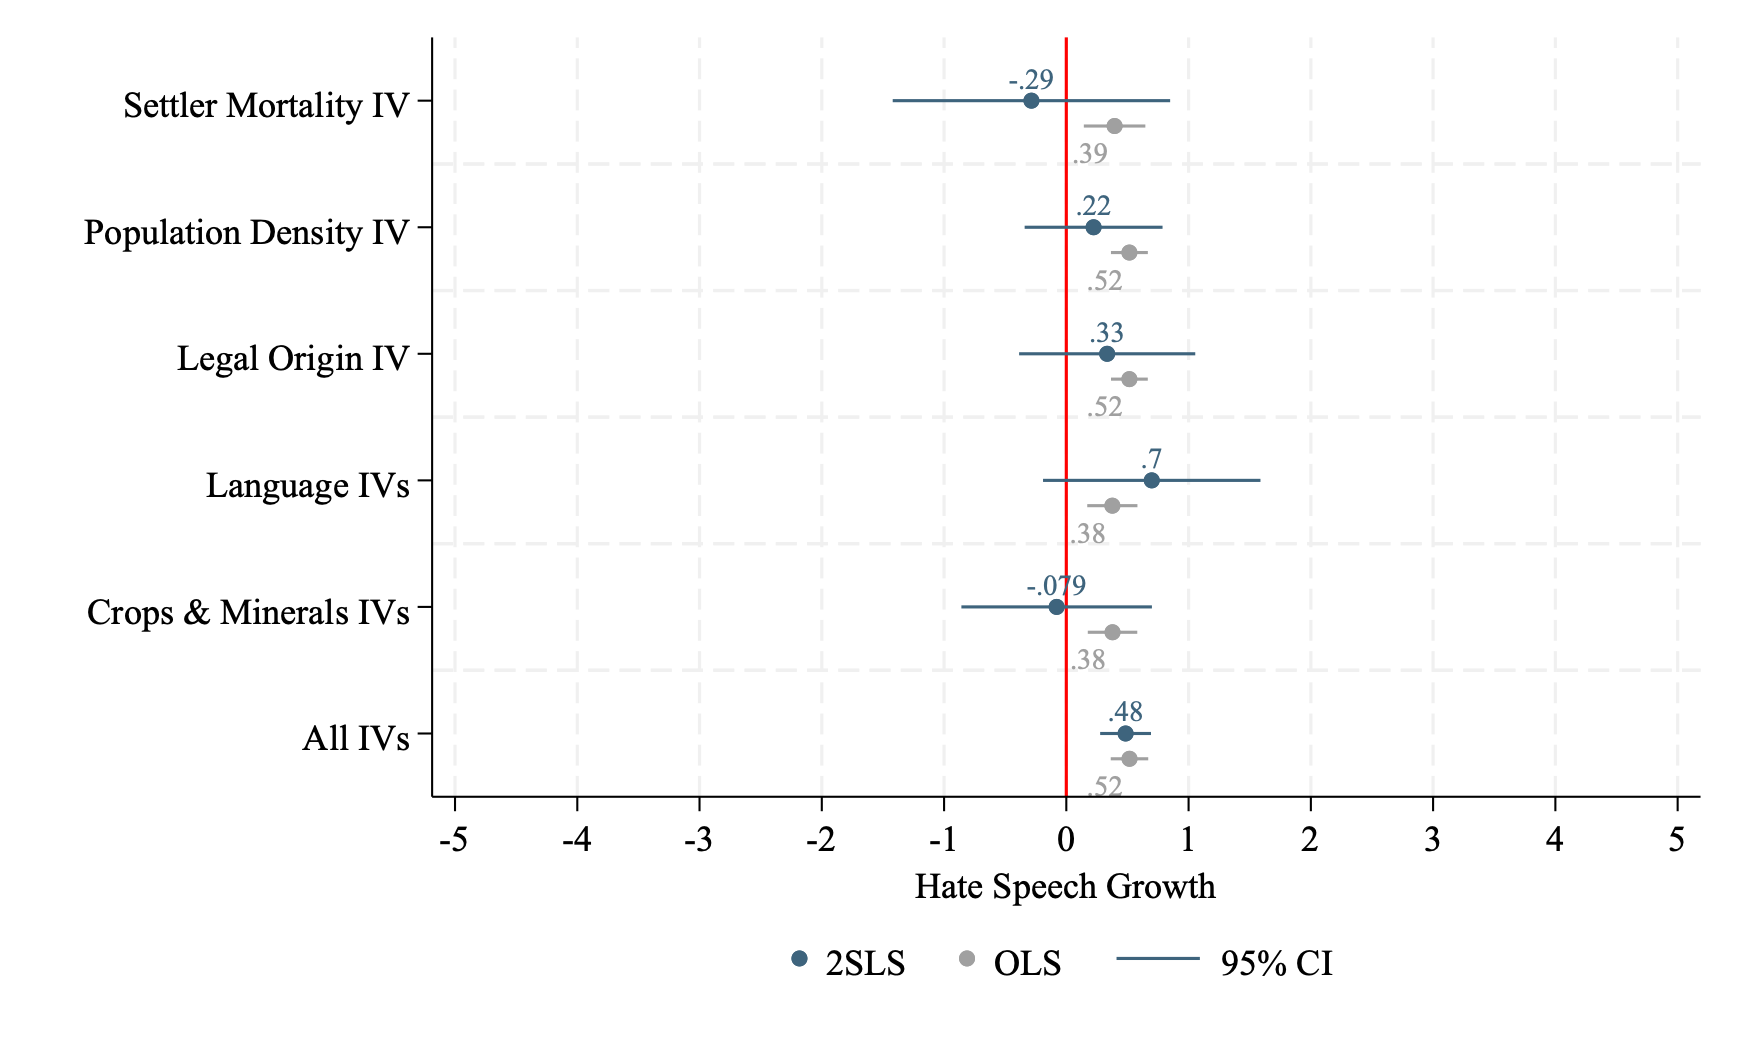 -.29
Settler Mortality IV
.39
.22
Population Density IV
.52
.33
Legal Origin IV
.52
.7
Language IVs
.38
-.079
Crops & Minerals IVs
.38
.48
All IVs
.52
-5 -4 -3 -2 -1 0 1 2 3 4 5
Hate Speech Growth
2SLS OLS 95% CI